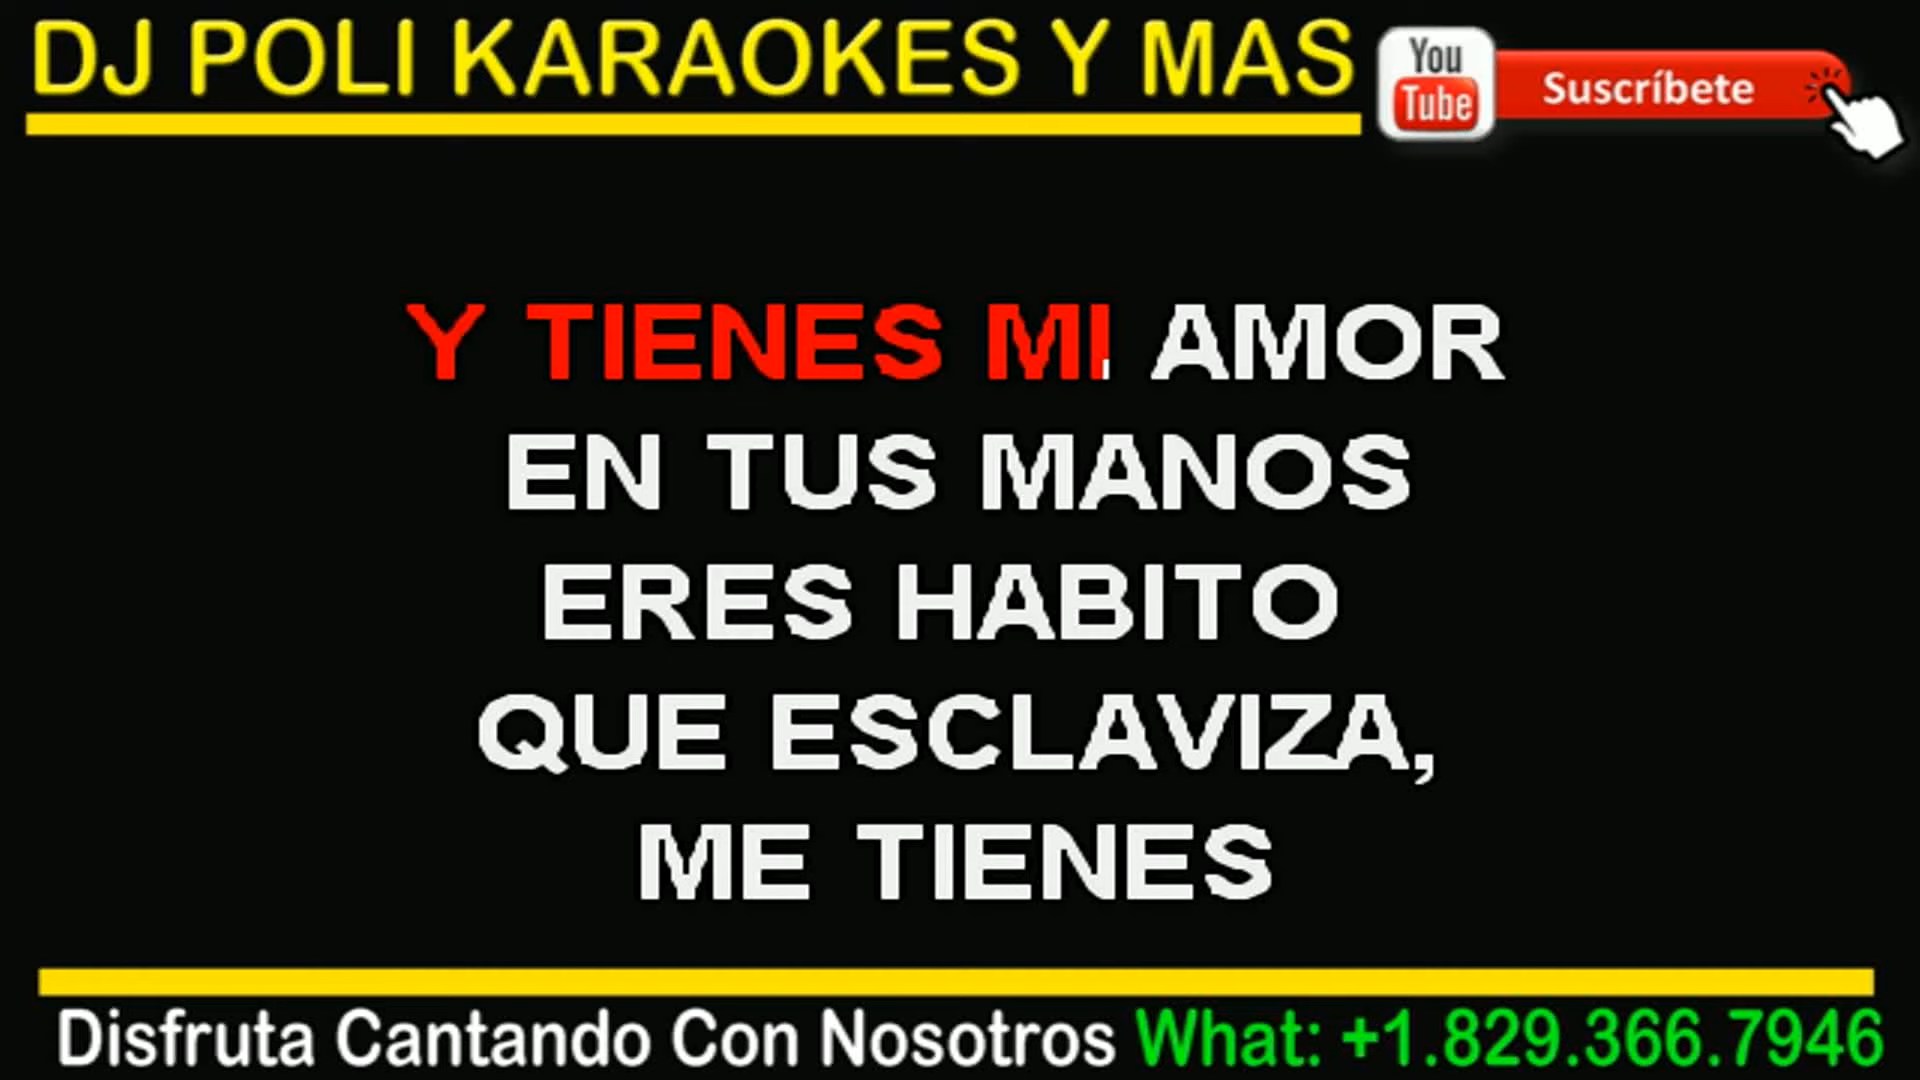 DJ POLI KARAOKES Y MAS
You
Tube
Suscríbete
Y TIENES MI AMOR
EN TUS MANOS
ERES HABITO
QUE ESCLAVIZA,
ME TIENES
Disfruta Cantando Con Nosotros What: +1.829.366.7946